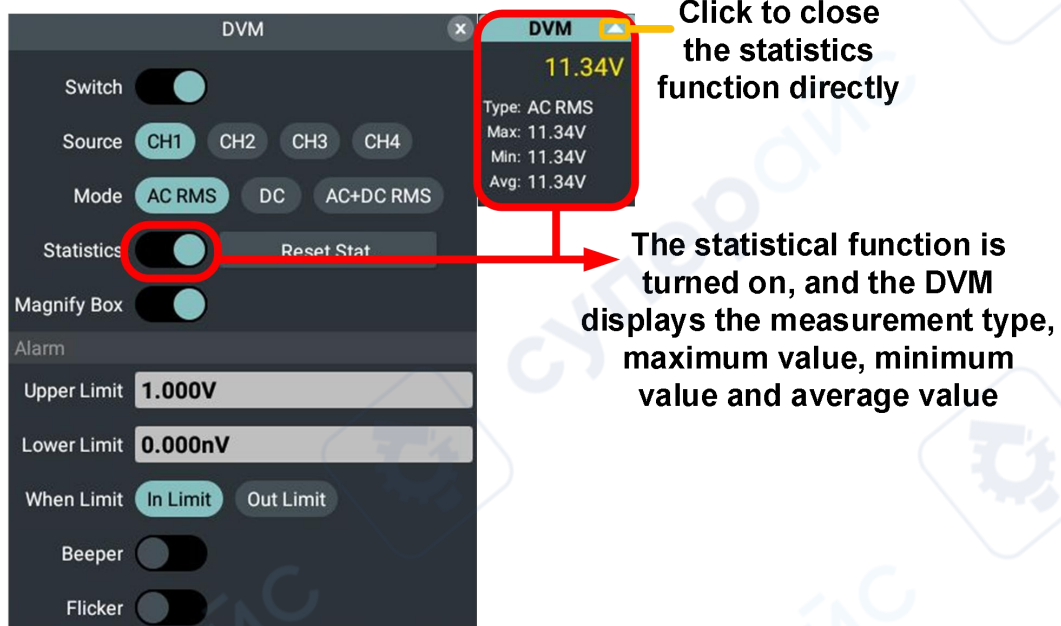 DVM
x
Switch
Source CH1 CH2 CH3 CH4
Mode AC RMS DC AC+DC RMS
Statistics Reset Stat
Magnify Box
Alarm
Upper Limit 1.000V
Lower Limit 0.000nV
When Limit In Limit Out Limit
Beeper
Flicker
DVM
11.34V
Type: AC RMS
Max: 11.34V
Min: 11.34V
Avg: 11.34V
Click to close
the statistics
function directly
The statistical function is
turned on, and the DVM
displays the measurement type,
maximum value, minimum
value and average value
супорайс